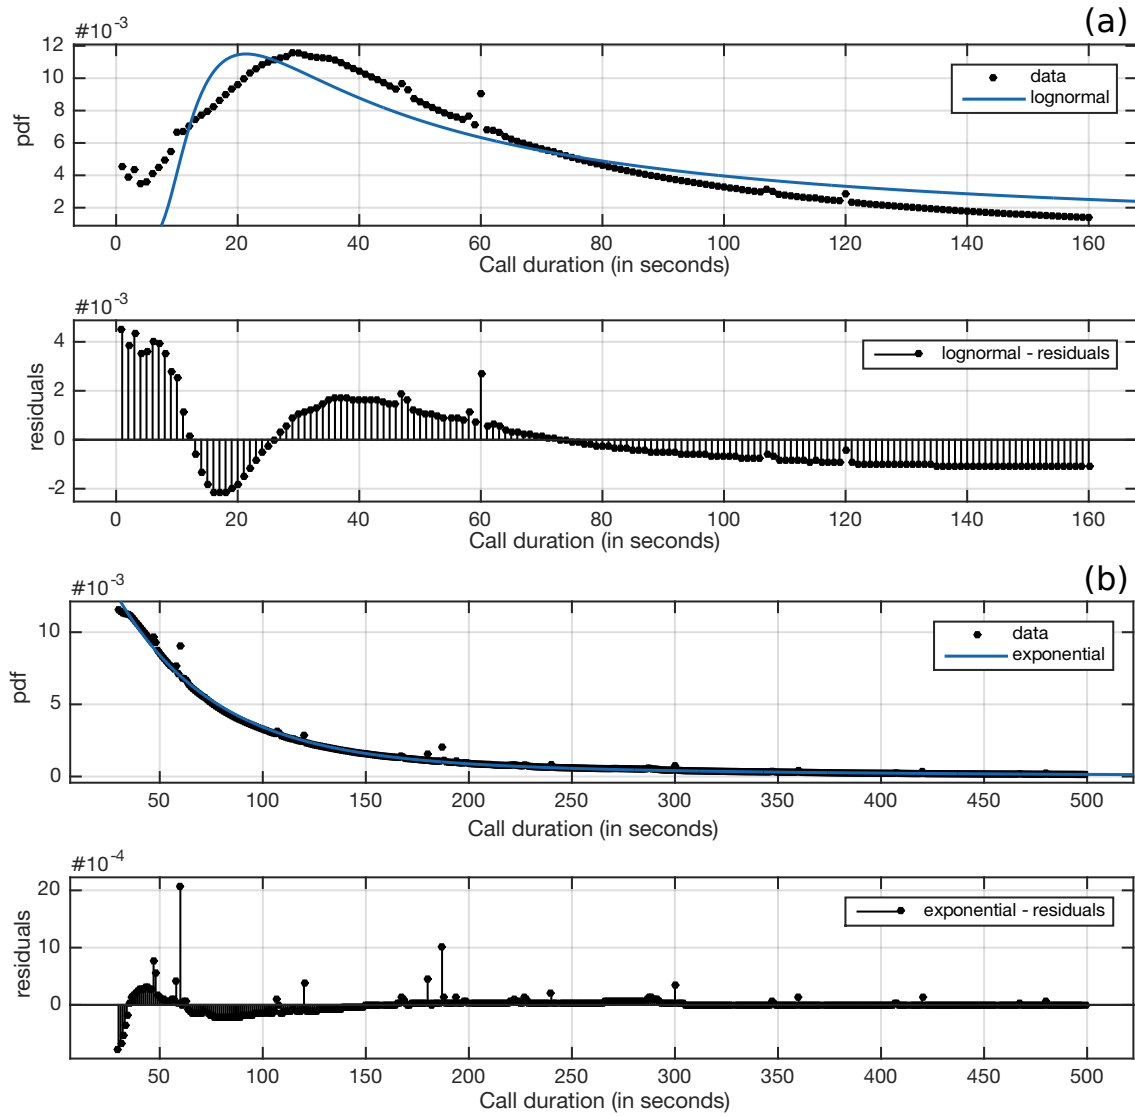 (a)
#10-3
12
10
8
6
4
2
pdf
data
lognormal
0 20 40 60 80 100 120 140 160
Call duration (in seconds)
#10-3
4
2
0
-2
residuals
lognormal - residuals
0 20 40 60 80 100 120 140 160
Call duration (in seconds)
(b)
#10-3
10
5
0
pdf
data
exponential
50 100 150 200 250 300 350 400 450 500
Call duration (in seconds)
#10-4
20
10
0
residuals
exponential - residuals
50 100 150 200 250 300 350 400 450 500
Call duration (in seconds)